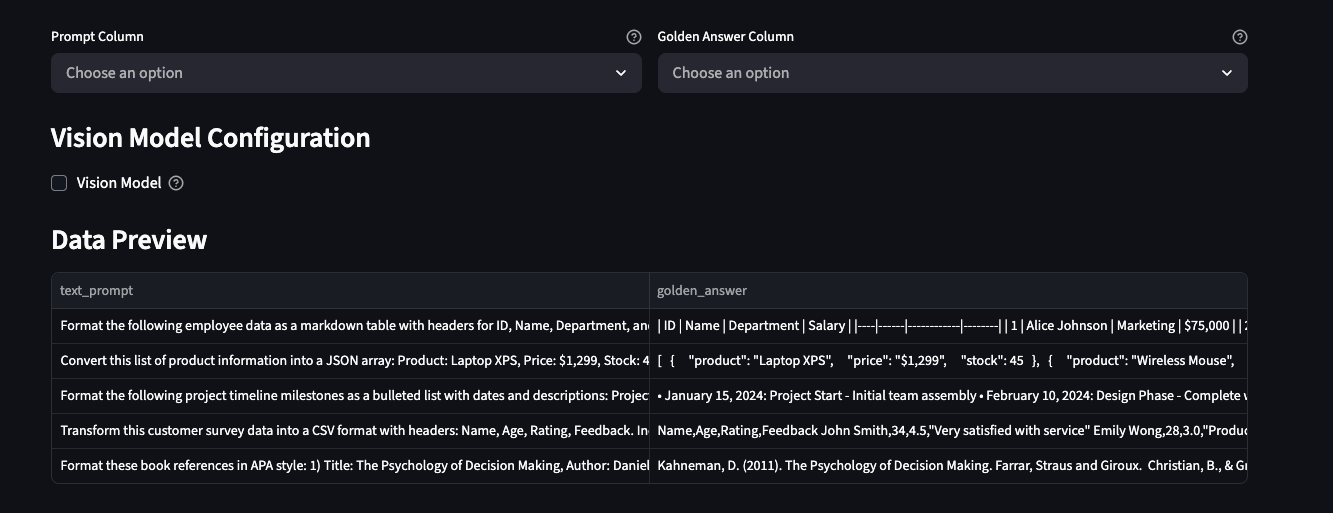 Prompt Column
Golden Answer Column
Choose an option
Choose an option
Vision Model Configuration
Vision Model
Data Preview
text_prompt golden_answer
Format the following employee data as a markdown table with headers for ID, Name, Department, and | ID | Name | Department | Salary | |----|------|------------|--------| | 1 | Alice Johnson | Marketing | $75,000 | |
Convert this list of product information into a JSON array: Product: Laptop XPS, Price: $1,299, Stock: 4 [ { "product": "Laptop XPS", "price": "$1,299", "stock": 45 }, { "product": "Wireless Mouse",
Format the following project timeline milestones as a bulleted list with dates and descriptions: Project • January 15, 2024: Project Start - Initial team assembly • February 10, 2024: Design Phase - Complete
Transform this customer survey data into a CSV format with headers: Name, Age, Rating, Feedback. Name,Age,Rating,Feedback John Smith,34,4.5,"Very satisfied with service" Emily Wong,28,3.0,"Produc
Format these book references in APA style: 1) Title: The Psychology of Decision Making, Author: Daniel Kahneman, D. (2011). The Psychology of Decision Making. Farrar, Straus and Giroux. Christian, B., &